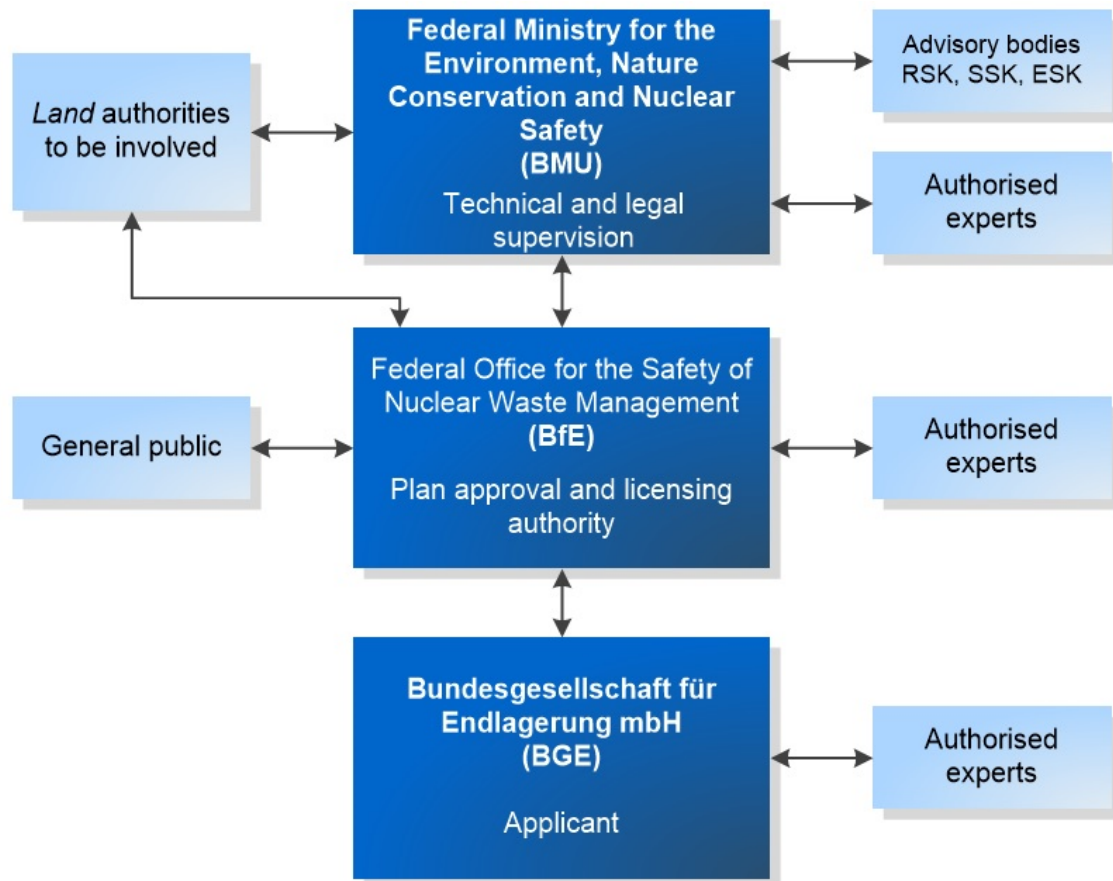 Federal Ministry for the
Environment, Nature
Conservation and Nuclear
Safety
(BMU)
Technical and legal
supervision
Advisory bodies
RSK, SSK, ESK
Land authorities
to be involved
Authorised
experts
Federal Office for the Safety of
Nuclear Waste Management
(BfE)
Plan approval and licensing
authority
General public
Authorised
experts
Bundesgesellschaft für
Endlagerung mbH
(BGE)
Applicant
Authorised
experts